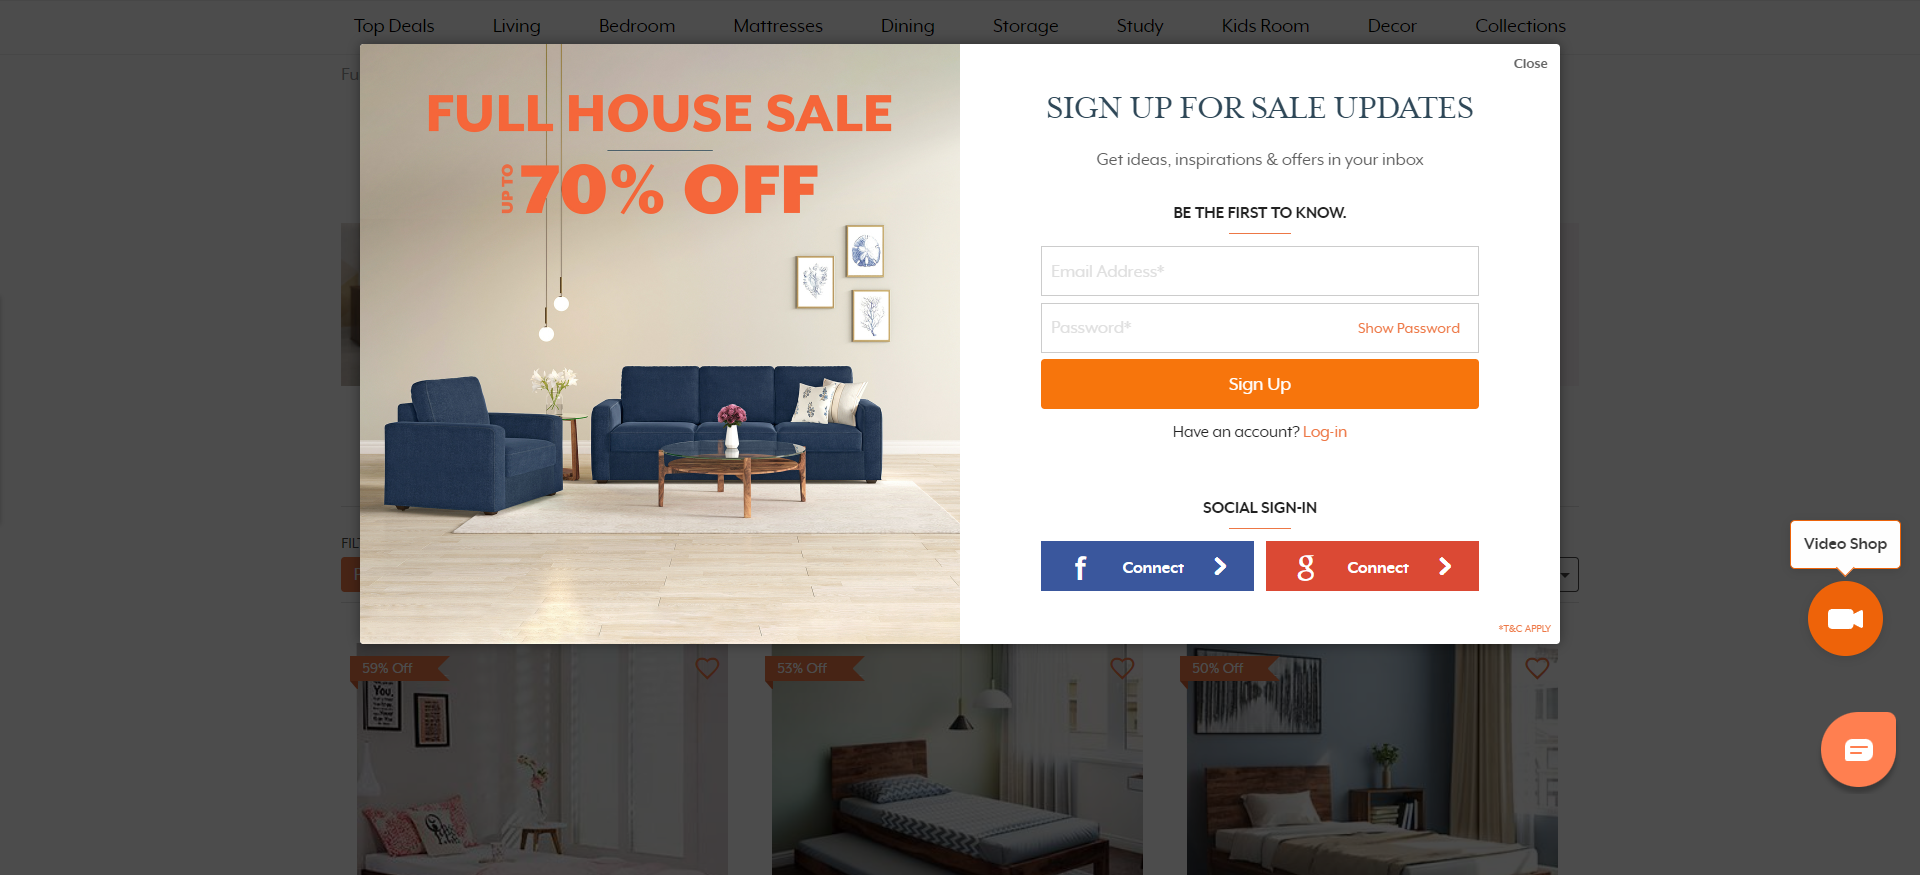 Top Deals Living Bedroom Mattresses Dining Storage Study Kids Room Decor Collections
Close
FULL HOUSE SALE
UP TO 70% OFF
SIGN UP FOR SALE UPDATES
Get ideas, inspirations & offers in your inbox
BE THE FIRST TO KNOW.
Email Address*
Password* Show Password
Sign Up
Have an account? Log-in
SOCIAL SIGN-IN
f Connect
g Connect
*T&C APPLY
Video Shop
59% Off
53% Off
50% Off
You,